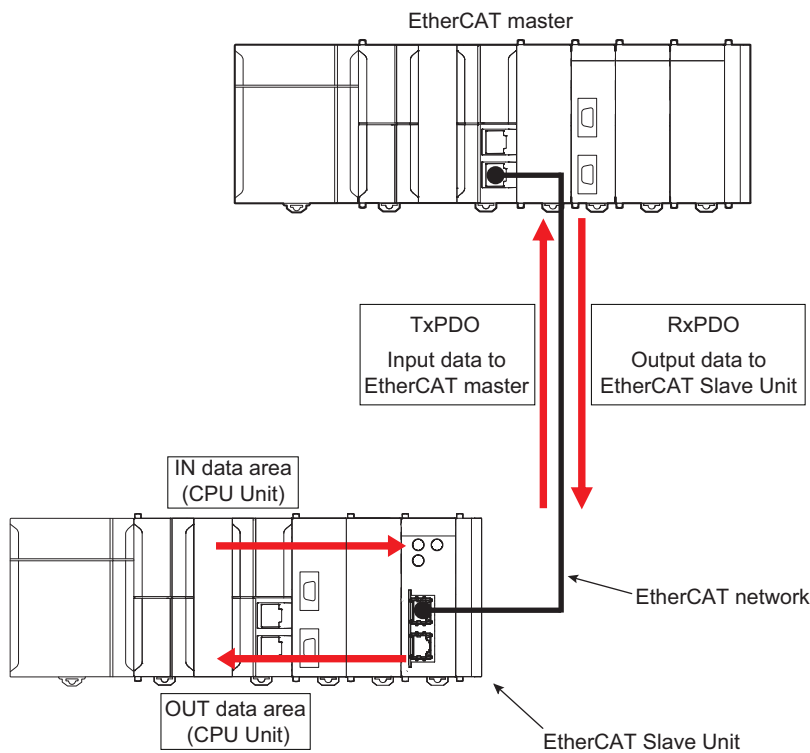 EtherCAT master
TxPDO
Input data to
EtherCAT master
RxPDO
Output data to
EtherCAT Slave Unit
IN data area
(CPU Unit)
EtherCAT network
OUT data area
(CPU Unit)
EtherCAT Slave Unit